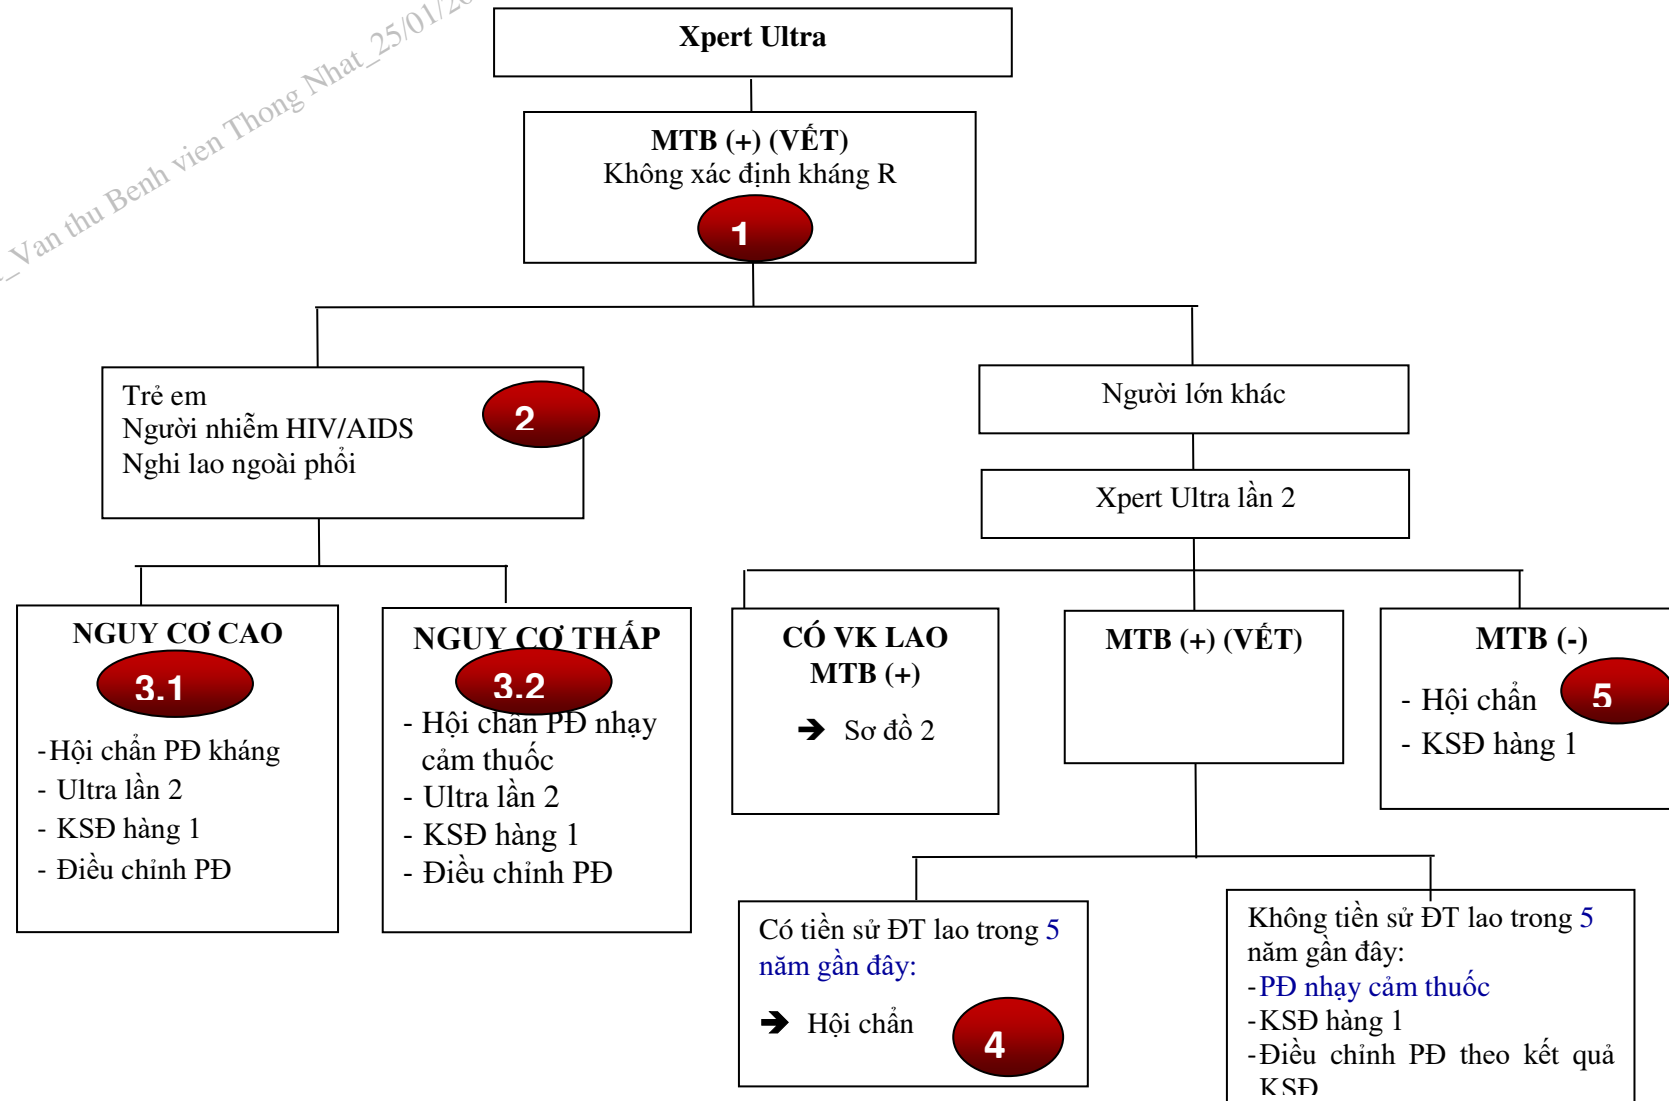 Van thu Benh vien Thong Nhat_25/01/20
Xpert Ultra
MTB (+) (VẾT)
Không xác định kháng R
1
Trẻ em
Người nhiễm HIV/AIDS
Nghi lao ngoài phổi
2
Người lớn khác
Xpert Ultra lần 2
NGUY CƠ CAO
3.1
-Hội chẩn PĐ kháng
- Ultra lần 2
- KSĐ hàng 1
- Điều chỉnh PĐ
NGUY CƠ THẤP
3.2
- Hội chẩn PĐ nhạy
cảm thuốc
- Ultra lần 2
- KSĐ hàng 1
- Điều chỉnh PĐ
CÓ VK LAO
MTB (+)
➔ Sơ đồ 2
MTB (+) (VẾT)
MTB (-)
- Hội chẩn
5
- KSĐ hàng 1
Có tiền sử ĐT lao trong 5
năm gần đây:
➔ Hội chẩn
4
Không tiền sử ĐT lao trong 5
năm gần đây:
-PĐ nhạy cảm thuốc
-KSĐ hàng 1
-Điều chỉnh PĐ theo kết quả
KSĐ